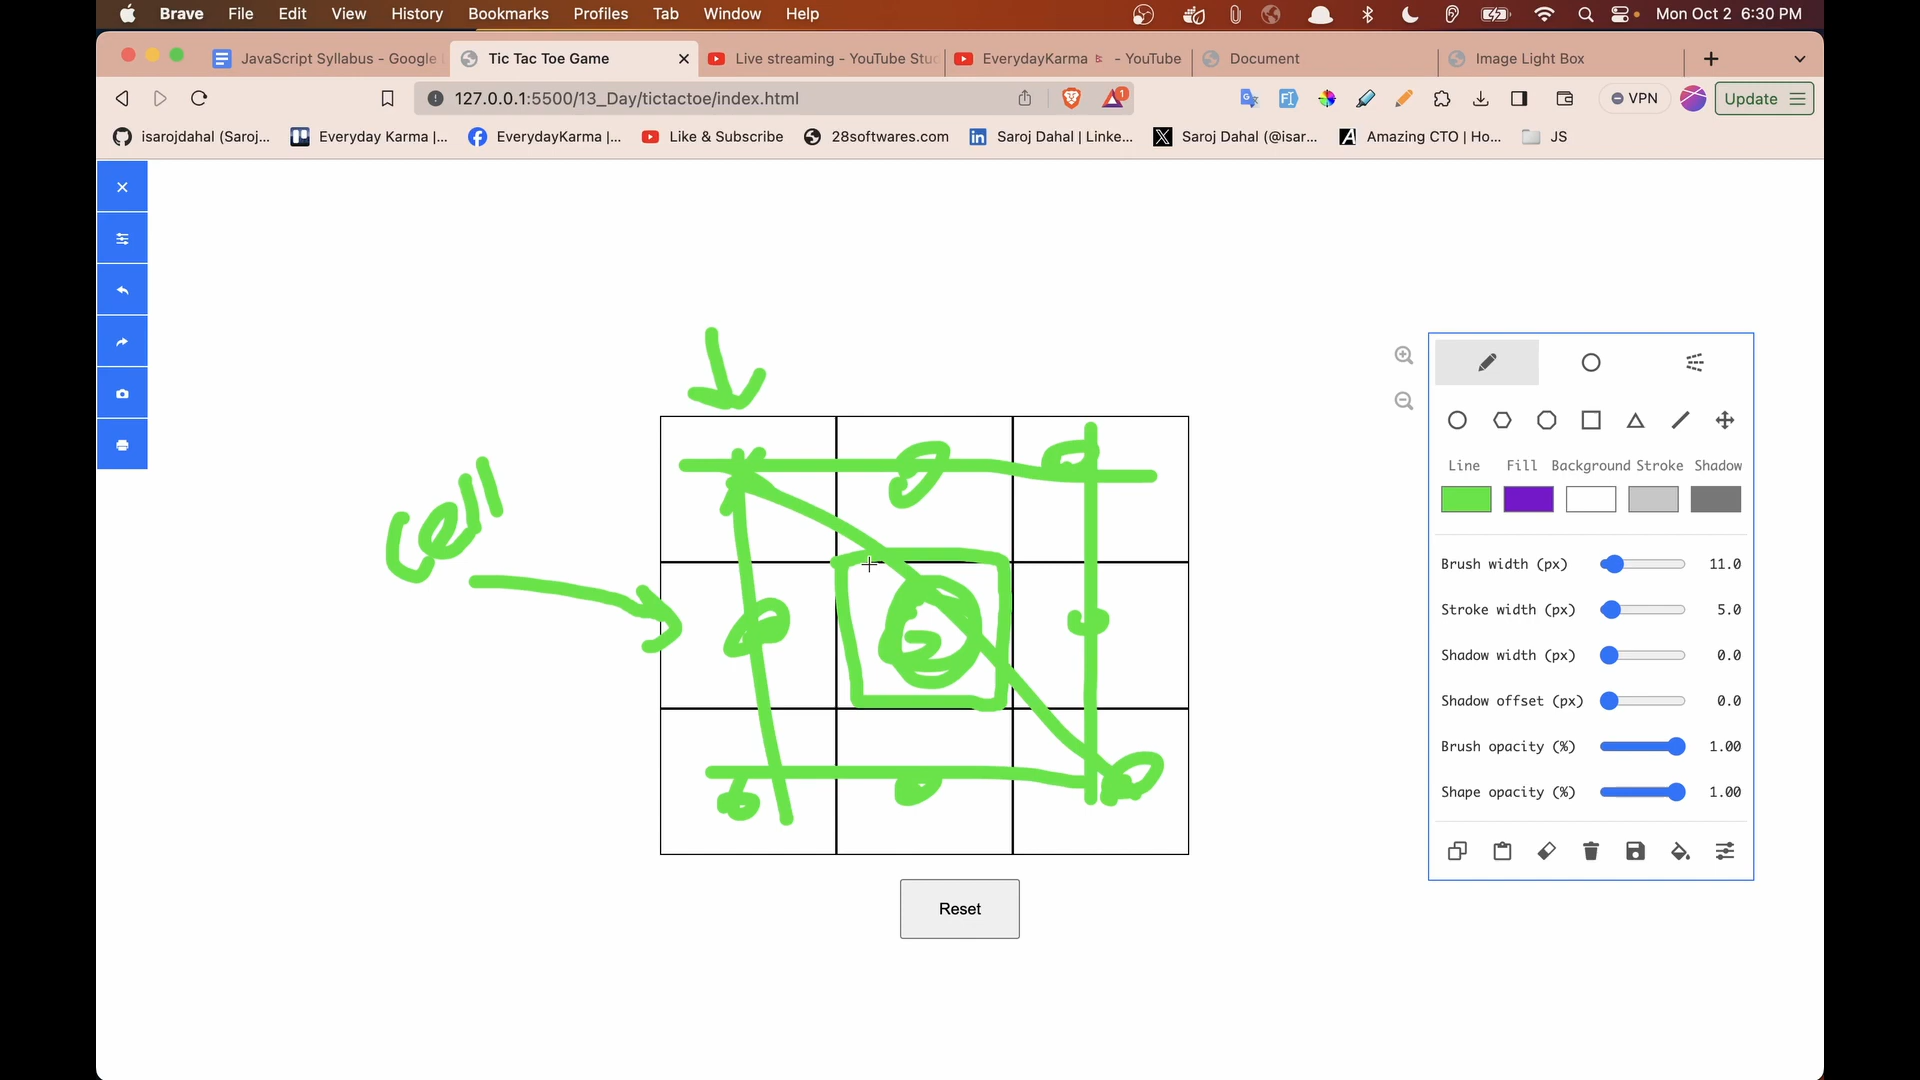 Brave File Edit View History Bookmarks Profiles Tab Window Help Mon Oct 2 6:30 PM
JavaScript Syllabus - Google Tic Tac Toe Game Live streaming - YouTube Stuc EverydayKarma - YouTube Document Image Light Box
127.0.0.1:5500/13_Day/tictactoe/index.html 1 VPN Update
isarojdahal (Saroj... Everyday Karma |... EverydayKarma |... Like & Subscribe 28softwares.com Saroj Dahal | Linke... Saroj Dahal (@isar... Amazing CTO | Ho... JS
Cell
Line Fill Background Stroke Shadow
Brush width (px) 11.0
Stroke width (px) 5.0
Shadow width (px) 0.0
Shadow offset (px) 0.0
Brush opacity (%) 1.00
Shape opacity (%) 1.00
Reset